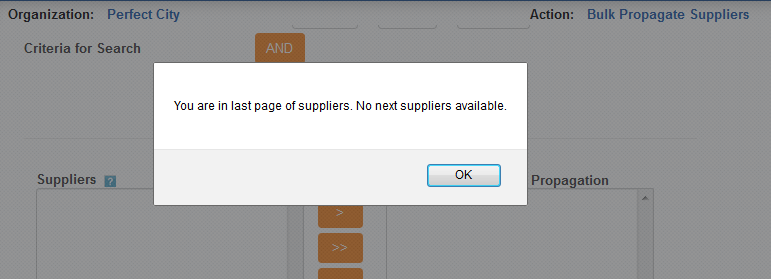 Organization: Perfect City Action: Bulk Propagate Suppliers
Criteria for Search AND
You are in last page of suppliers. No next suppliers available.
OK
Suppliers ? Propagation
>
>>